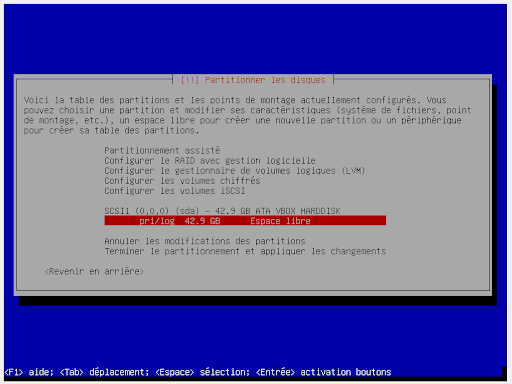 [!!] Partitionner les disques
Voici la table des partitions et les points de montage actuellement configurés. Vous
pouvez choisir une partition et modifier ses caractéristiques (système de fichiers, point
de montage, etc.), un espace libre pour créer une nouvelle partition ou un périphérique
pour créer sa table des partitions.
Partitionnement assisté
Configurer le RAID avec gestion logicielle
Configurer le gestionnaire de volumes logiques (LVM)
Configurer les volumes chiffrés
Configurer les volumes iSCSI
SCSI1 (0,0,0) (sda) - 42.9 GB ATA VBOX HARDDISK
pri/log 42.9 GB Espace libre
Annuler les modifications des partitions
Terminer le partitionnement et appliquer les changements
<Revenir en arrière>
<F1> aide; <Tab> déplacement; <Espace> sélection; <Entrée> activation boutons